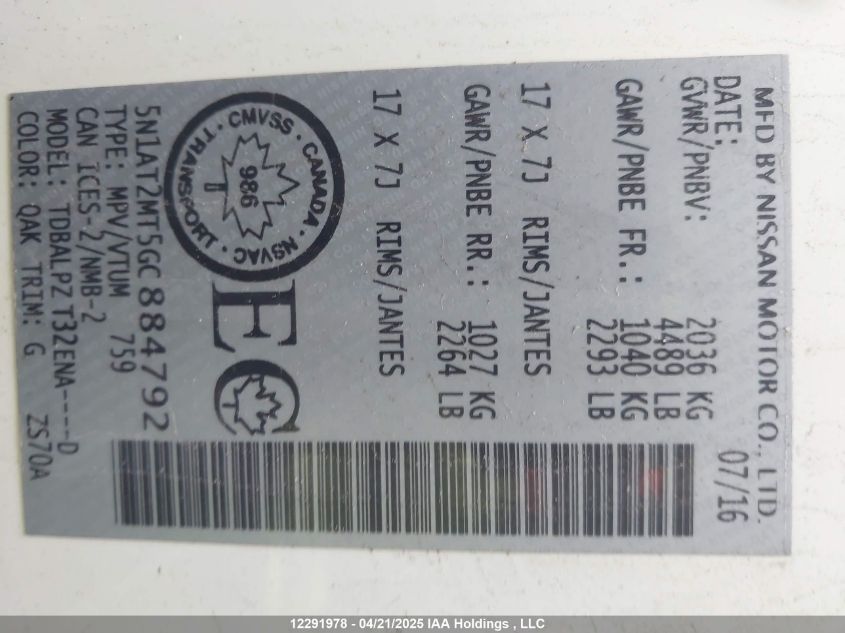 MFD BY NISSAN MOTOR CO., LTD.
DATE: 07/16
GVWR/PNBV: 2036 KG
4489 LB
GAWR/PNBE FR.: 1040 KG
2293 LB
17 X 7J RIMS/JANTES
GAWR/PNBE RR.: 1027 KG
2264 LB
17 X 7J RIMS/JANTES
CMVSS · CANADA · NSVAC · TRANSPORT ·
986
EC
5N1AT2MT5GC884792
TYPE: MPV/VTUM 759
CAN ICES-2/NMB-2
MODEL: TDBALPZ T32ENA----D
COLOR: QAK TRIM: G ZS70A
12291978 - 04/21/2025 IAA Holdings , LLC